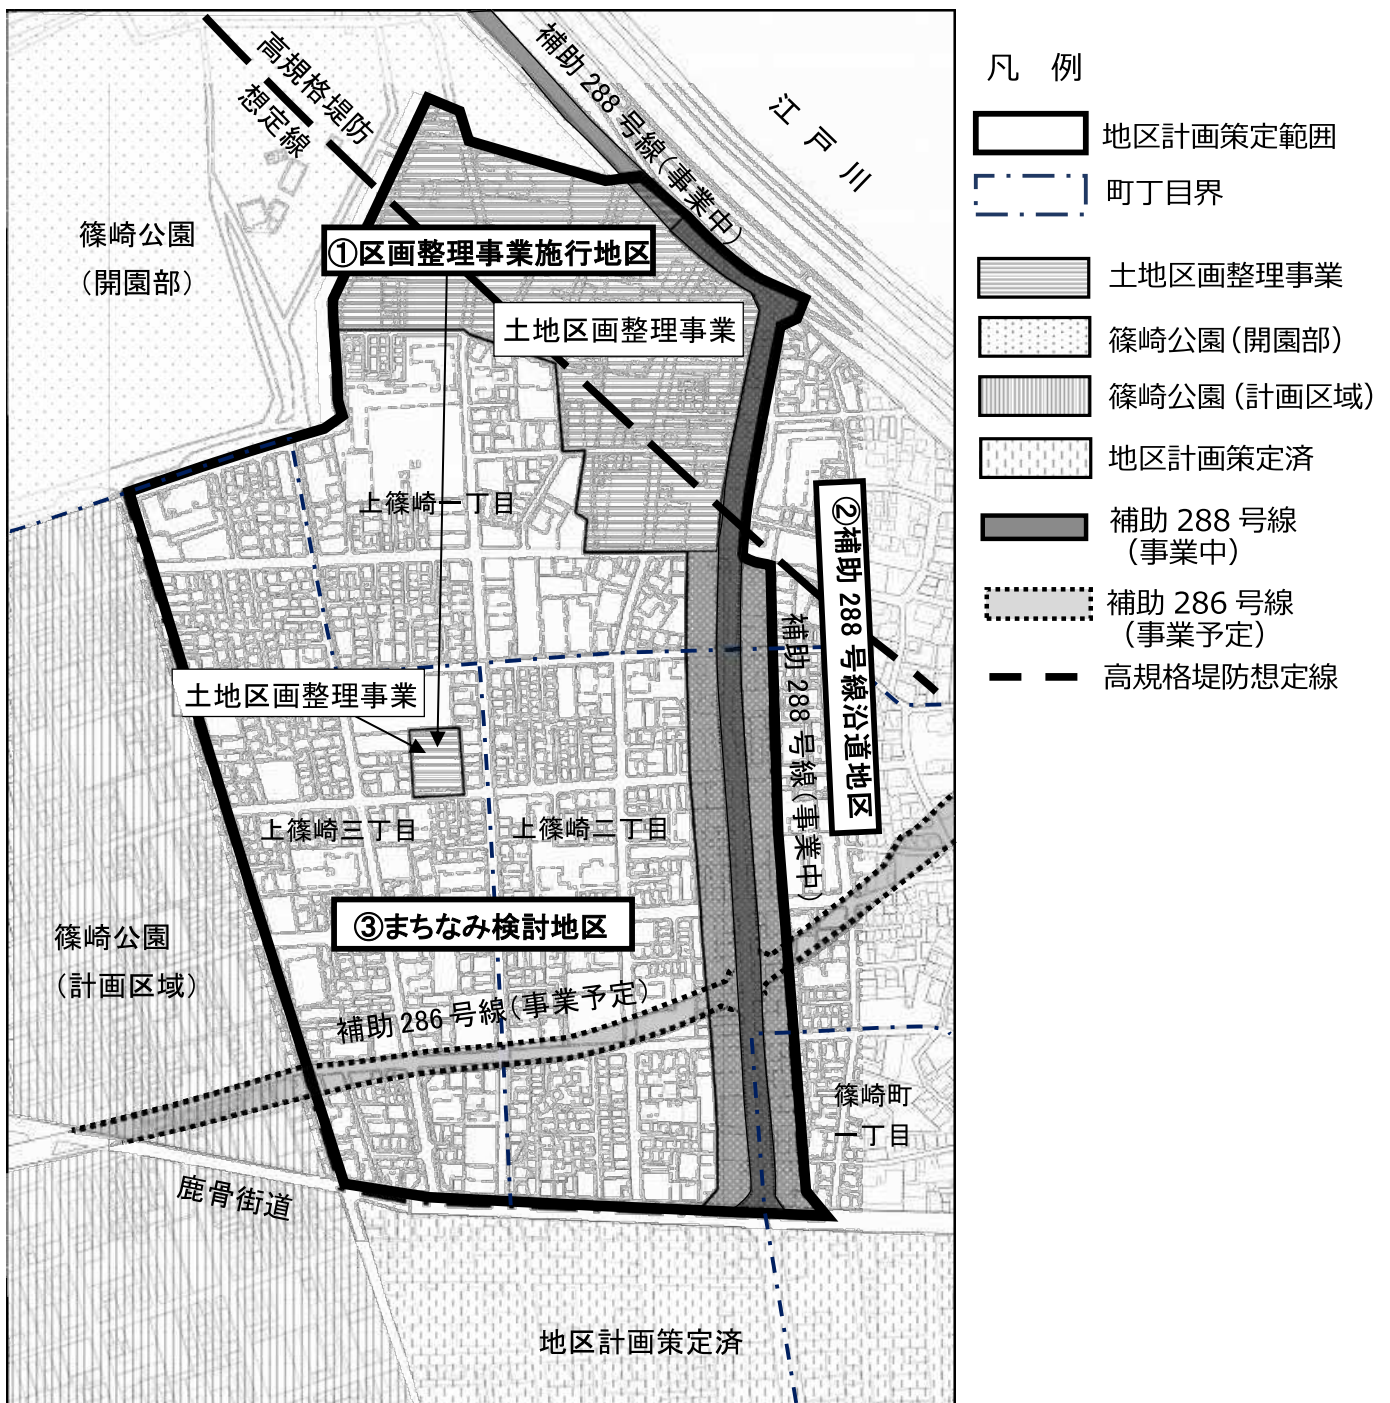 高規格堤防
想定線
補助 288 号線(事業中)
江戸川
篠崎公園
(開園部)
①区画整理事業施行地区
土地区画整理事業
上篠崎一丁目
②補助 288 号線沿道地区
補助 288 号線(事業中)
土地区画整理事業
上篠崎三丁目
上篠崎二丁目
③まちなみ検討地区
篠崎公園
(計画区域)
補助 286 号線(事業予定)
篠崎町
一丁目
鹿骨街道
地区計画策定済
凡 例
地区計画策定範囲
町丁目界
土地区画整理事業
篠崎公園(開園部)
篠崎公園(計画区域)
地区計画策定済
補助 288 号線
(事業中)
補助 286 号線
(事業予定)
高規格堤防想定線